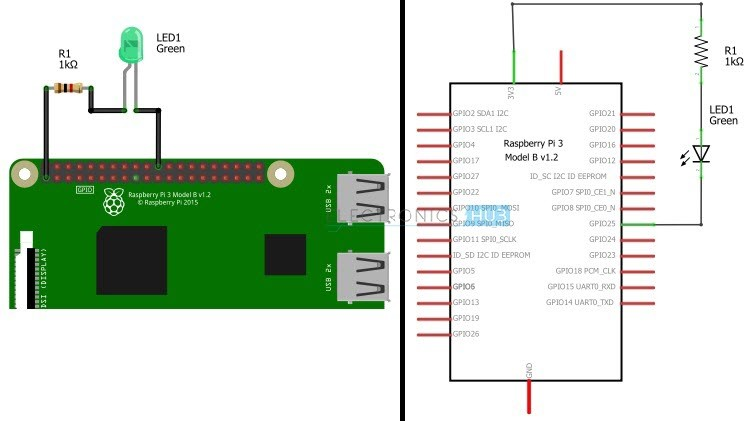 LED1
Green
R1
1kΩ
GPIO
Raspberry Pi 3 Model B v1.2
© Raspberry Pi 2015
USB 2x
USB 2x
DSI (DISPLAY)
ELECTRONICS HUB
R1
1kΩ
LED1
Green
3V3
5V
Raspberry Pi 3
Model B v1.2
GPIO2 SDA1 I2C
GPIO3 SCL1 I2C
GPIO4
GPIO17
GPIO27
GPIO22
GPIO10 SPI0_MOSI
GPIO9 SPI0_MISO
GPIO11 SPI0_SCLK
ID_SD I2C ID EEPROM
GPIO5
GPIO6
GPIO13
GPIO19
GPIO26
GPIO21
GPIO20
GPIO16
GPIO12
ID_SC I2C ID EEPROM
GPIO7 SPI0_CE1_N
GPIO8 SPI0_CE0_N
GPIO25
GPIO24
GPIO23
GPIO18 PCM_CLK
GPIO15 UART0_RXD
GPIO14 UART0_TXD
GND